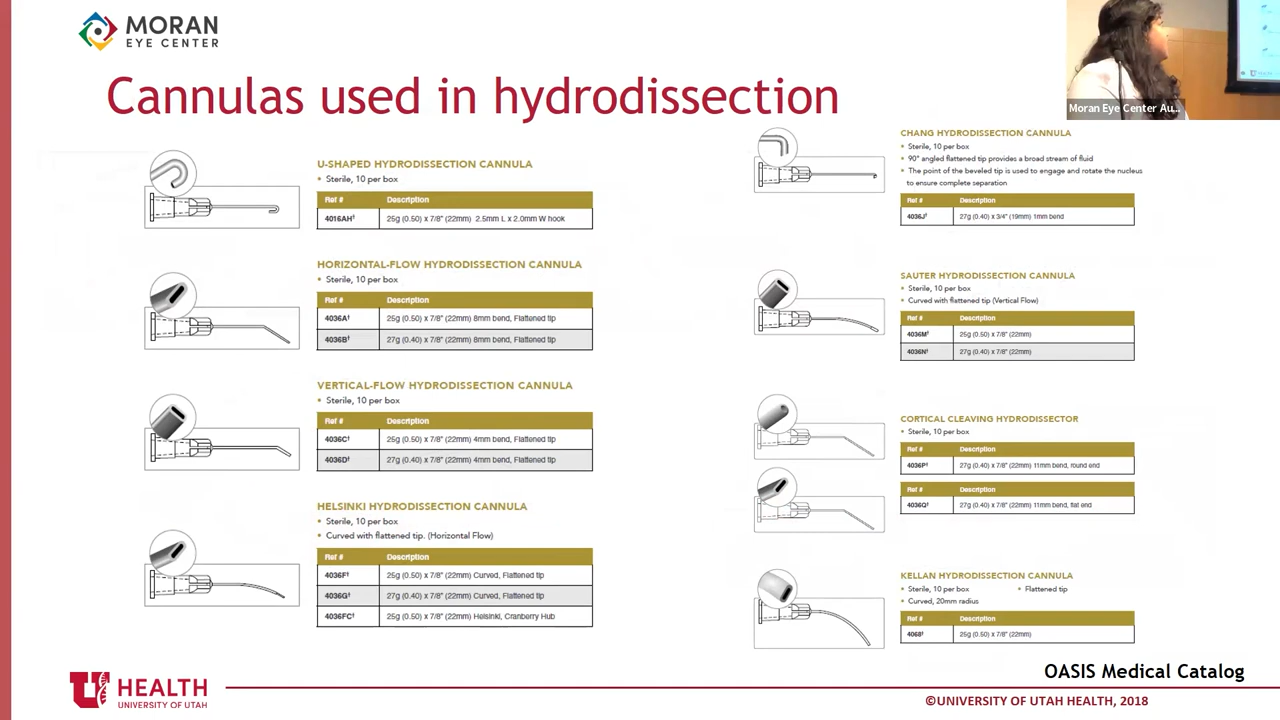 MORAN
EYE CENTER
Moran Eye Center Au...
Cannulas used in hydrodissection
U-SHAPED HYDRODISSECTION CANNULA
• Sterile, 10 per box
Ref # Description
4016AH† 25g (0.50) x 7/8" (22mm) 2.5mm L x 2.0mm W hook
HORIZONTAL-FLOW HYDRODISSECTION CANNULA
• Sterile, 10 per box
Ref # Description
4036A† 25g (0.50) x 7/8" (22mm) 8mm bend, Flattened tip
4036B† 27g (0.40) x 7/8" (22mm) 8mm bend, Flattened tip
VERTICAL-FLOW HYDRODISSECTION CANNULA
• Sterile, 10 per box
Ref # Description
4036C† 25g (0.50) x 7/8" (22mm) 4mm bend, Flattened tip
4036D† 27g (0.40) x 7/8" (22mm) 4mm bend, Flattened tip
HELSINKI HYDRODISSECTION CANNULA
• Sterile, 10 per box
• Curved with flattened tip. (Horizontal Flow)
Ref # Description
4036F† 25g (0.50) x 7/8" (22mm) Curved, Flattened tip
4036G† 27g (0.40) x 7/8" (22mm) Curved, Flattened tip
4036FC† 25g (0.50) x 7/8" (22mm) Helsinki, Cranberry Hub
CHANG HYDRODISSECTION CANNULA
• Sterile, 10 per box
• 90° angled flattened tip provides a broad stream of fluid
• The point of the beveled tip is used to engage and rotate the nucleus
to ensure complete separation
Ref # Description
4036J† 27g (0.40) x 3/4" (19mm) 1mm bend
SAUTER HYDRODISSECTION CANNULA
• Sterile, 10 per box
• Curved with flattened tip (Vertical Flow)
Ref # Description
4036M† 25g (0.50) x 7/8" (22mm)
4036N† 27g (0.40) x 7/8" (22mm)
CORTICAL CLEAVING HYDRODISSECTOR
• Sterile, 10 per box
Ref # Description
4036P† 27g (0.40) x 7/8" (22mm) 11mm bend, round end
Ref # Description
4036Q† 27g (0.40) x 7/8" (22mm) 11mm bend, flat end
KELLAN HYDRODISSECTION CANNULA
• Sterile, 10 per box • Flattened tip
• Curved, 20mm radius
Ref # Description
4068† 25g (0.50) x 7/8" (22mm)
OASIS Medical Catalog
U HEALTH
UNIVERSITY OF UTAH
©UNIVERSITY OF UTAH HEALTH, 2018